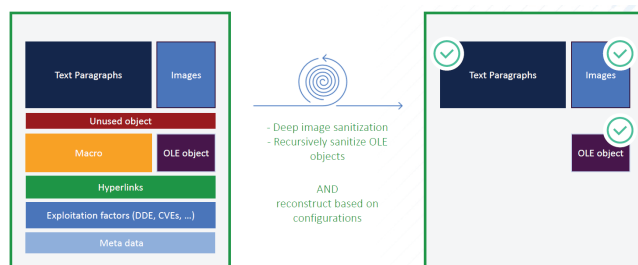 Text Paragraphs
Images
Unused object
Macro
OLE object
Hyperlinks
Exploitation factors (DDE, CVEs, ...)
Meta data
- Deep image sanitization
- Recursively sanitize OLE
objects
AND
reconstruct based on
configurations
Text Paragraphs
Images
OLE object